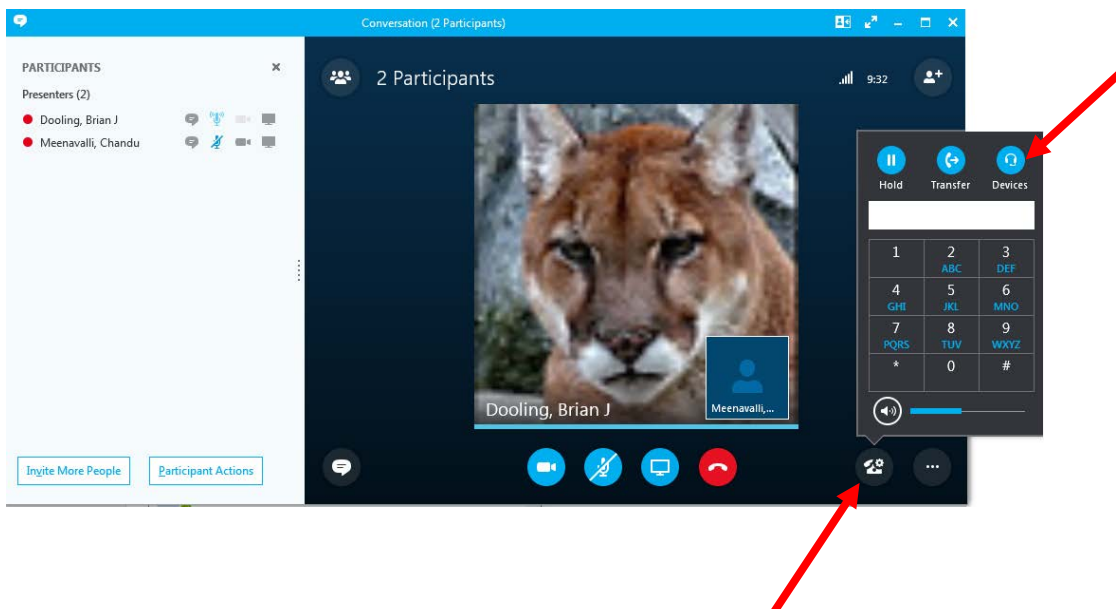 Conversation (2 Participants)
PARTICIPANTS
Presenters (2)
Dooling, Brian J
Meenavalli, Chandu
Invite More People
Participant Actions
2 Participants
9:32
Dooling, Brian J
Meenavalli,...
Hold Transfer Devices
1 2 3
ABC DEF
4 5 6
GHI JKL MNO
7 8 9
PQRS TUV WXYZ
* 0 #